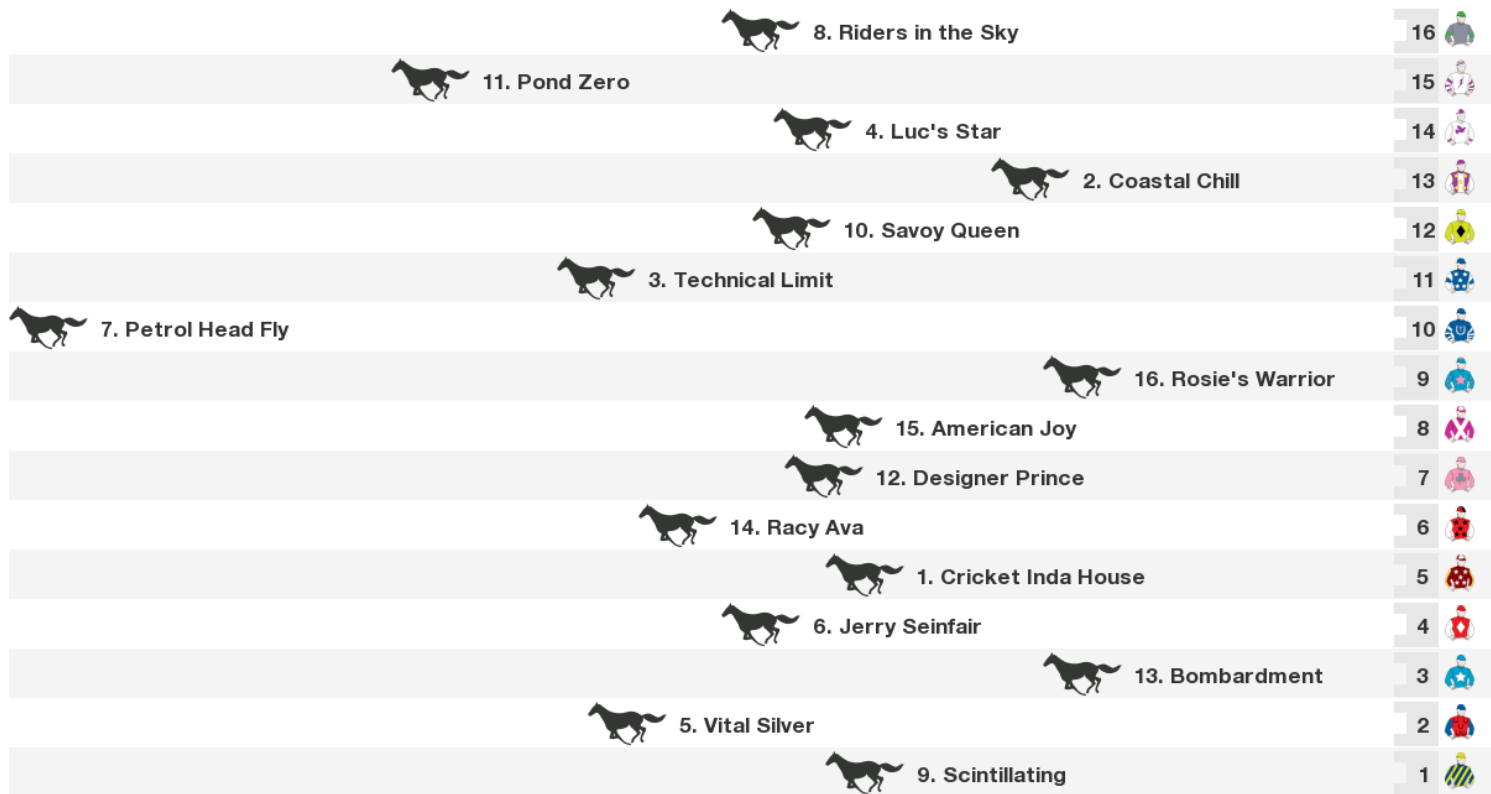 8. Riders in the Sky 16
11. Pond Zero 15
4. Luc's Star 14
2. Coastal Chill 13
10. Savoy Queen 12
3. Technical Limit 11
7. Petrol Head Fly 10
16. Rosie's Warrior 9
15. American Joy 8
12. Designer Prince 7
14. Racy Ava 6
1. Cricket Inda House 5
6. Jerry Seinfair 4
13. Bombardment 3
5. Vital Silver 2
9. Scintillating 1